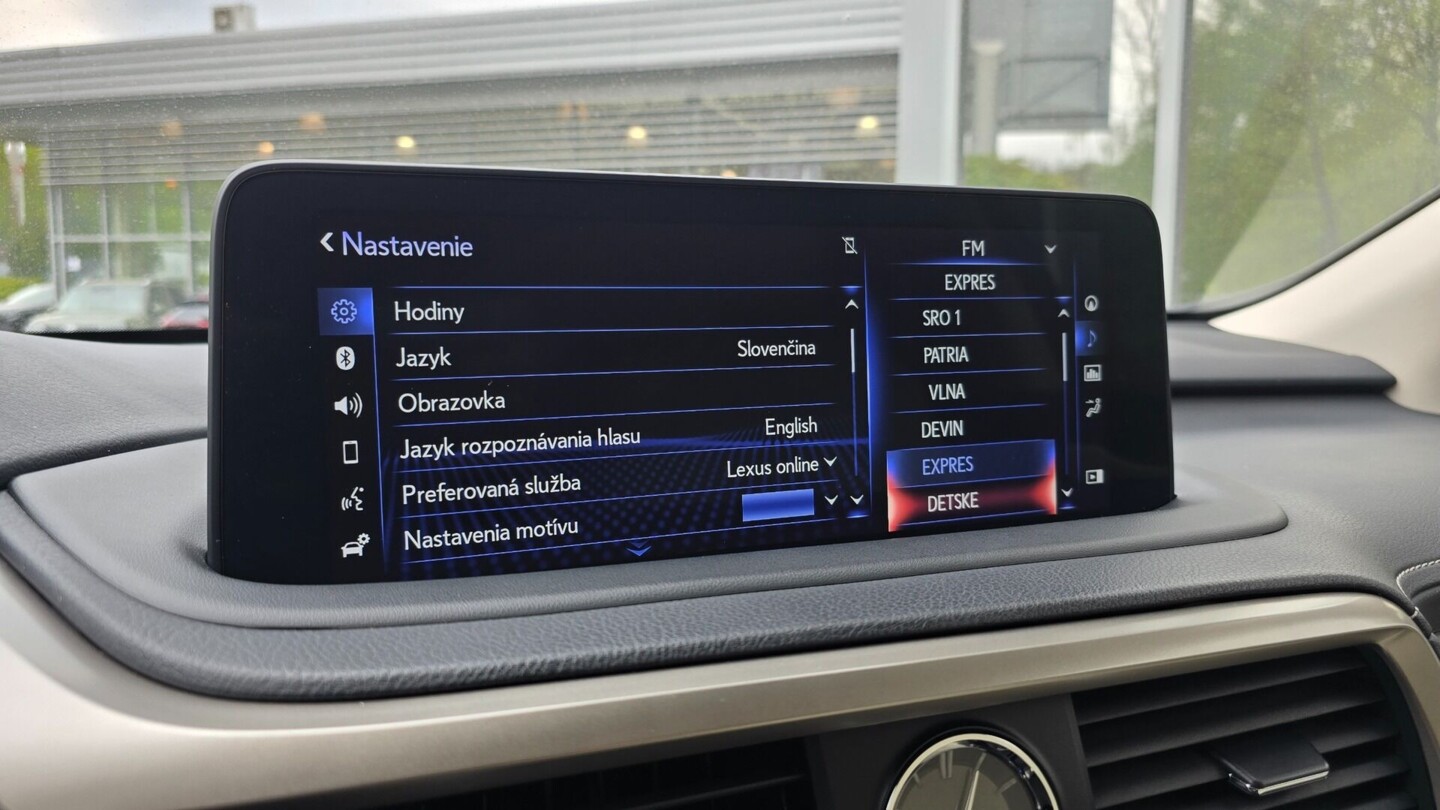 Nastavenie
Hodiny
Jazyk Slovenčina
Obrazovka
Jazyk rozpoznávania hlasu English
Preferovaná služba Lexus online
Nastavenia motívu
FM
EXPRES
SRO 1
PATRIA
VLNA
DEVIN
EXPRES
DETSKE